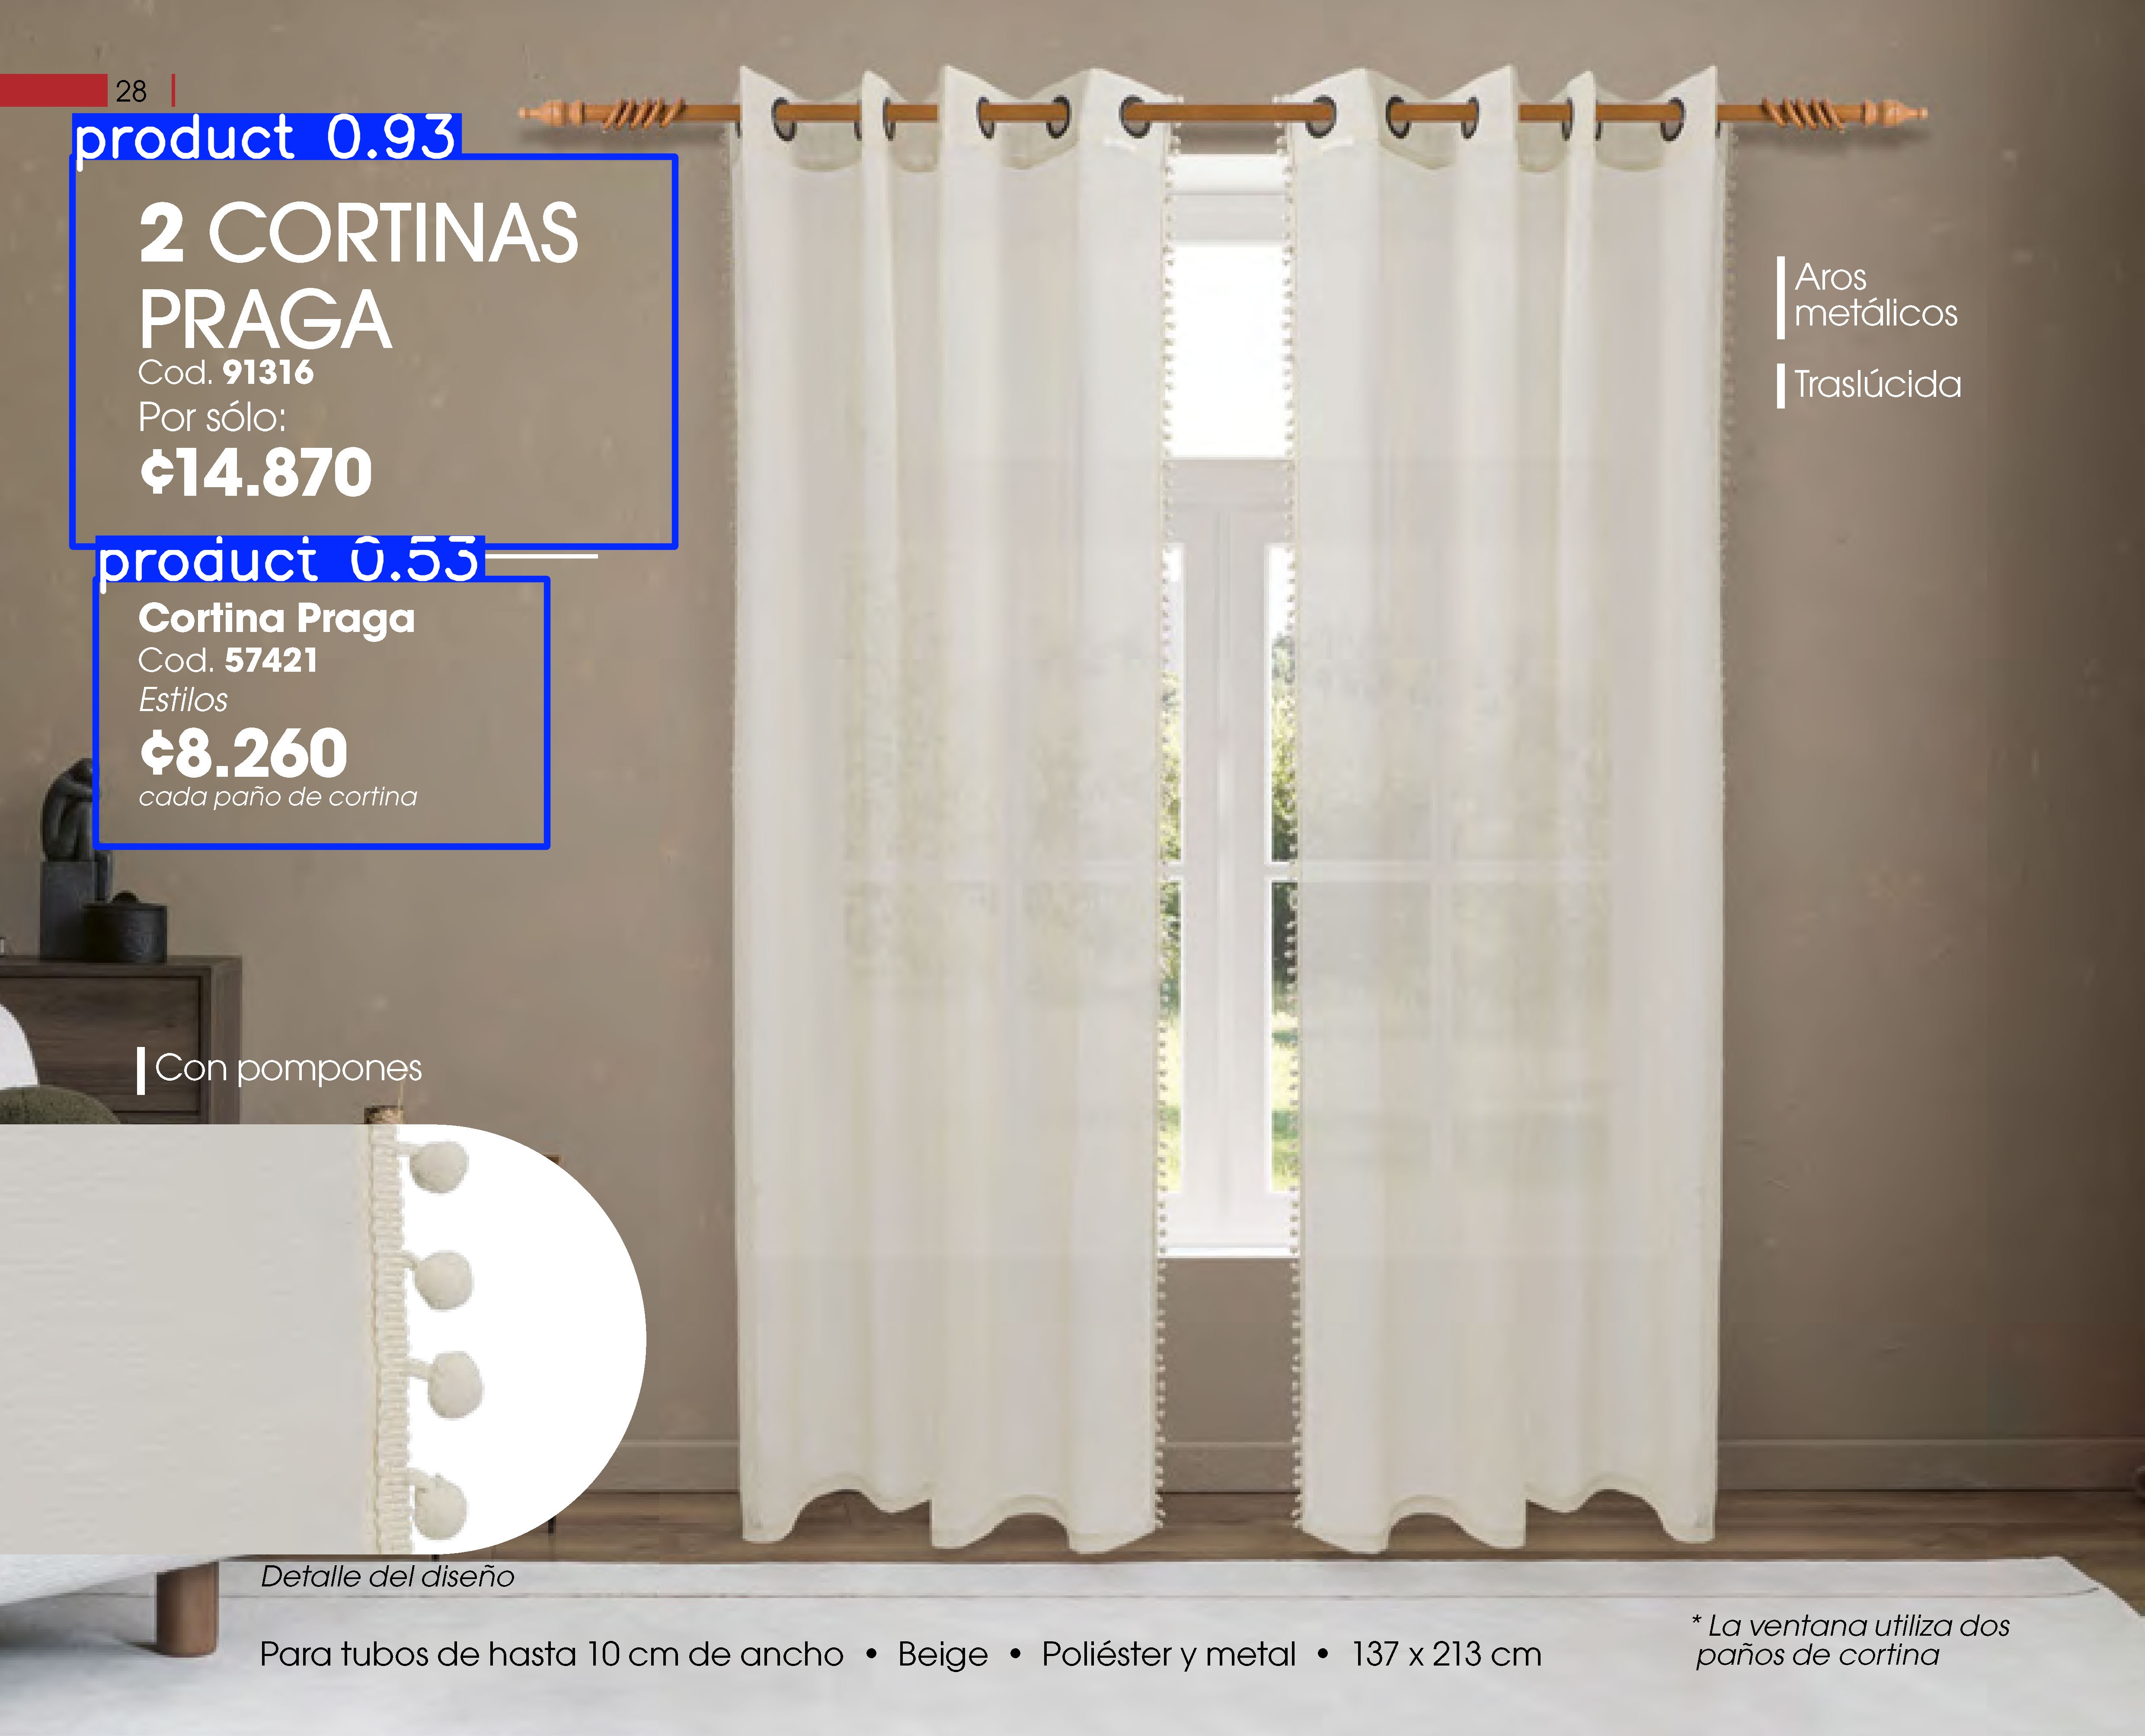 28
product 0.93
2 CORTINAS
PRAGA
Cod. 91316
Por sólo:
¢14.870
product 0.53
Cortina Praga
Cod. 57421
Estilos
¢8.260
cada paño de cortina
Aros
metálicos
Traslúcida
Con pompones
Detalle del diseño
Para tubos de hasta 10 cm de ancho • Beige • Poliéster y metal • 137 x 213 cm
* La ventana utiliza dos
paños de cortina